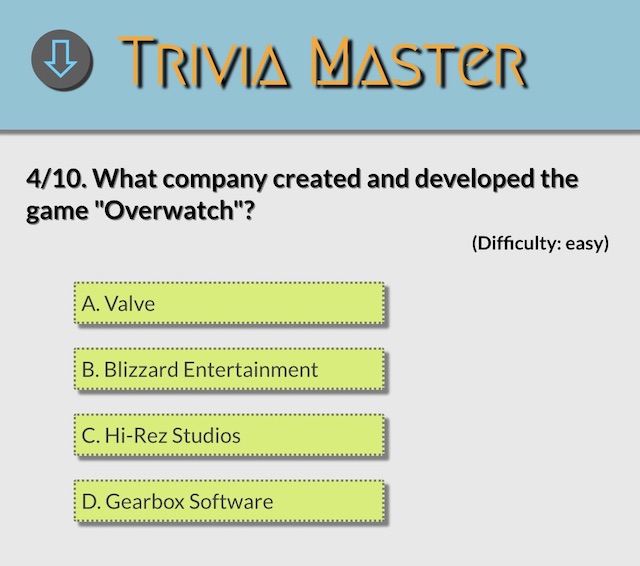 Trivia Master
4/10. What company created and developed the
game "Overwatch"?
(Difficulty: easy)
A. Valve
B. Blizzard Entertainment
C. Hi-Rez Studios
D. Gearbox Software